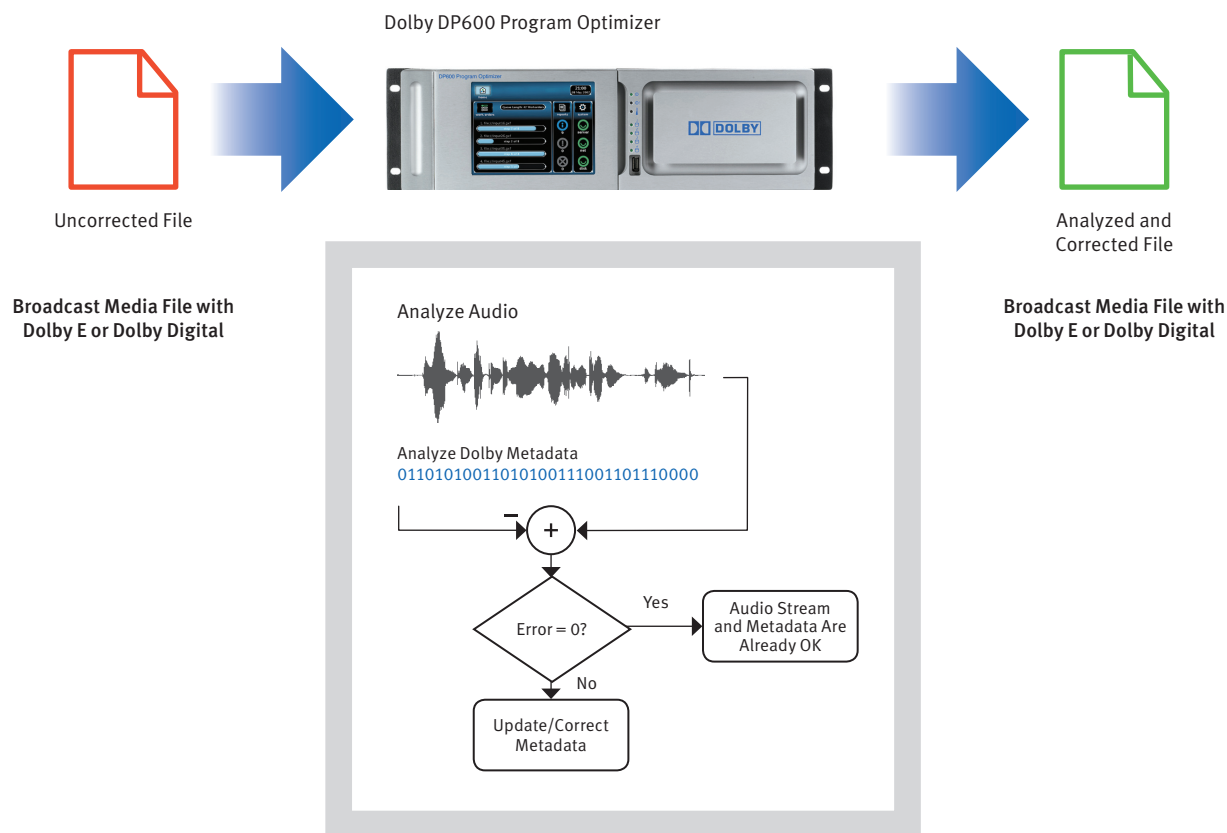 Dolby DP600 Program Optimizer
DP600 Program Optimizer
21:00
DOLBY
Uncorrected File
Analyzed and
Corrected File
Broadcast Media File with
Dolby E or Dolby Digital
Broadcast Media File with
Dolby E or Dolby Digital
Analyze Audio
Analyze Dolby Metadata
01101010011010100111001101110000
–
+
Error = 0?
Yes
Audio Stream
and Metadata Are
Already OK
No
Update/Correct
Metadata